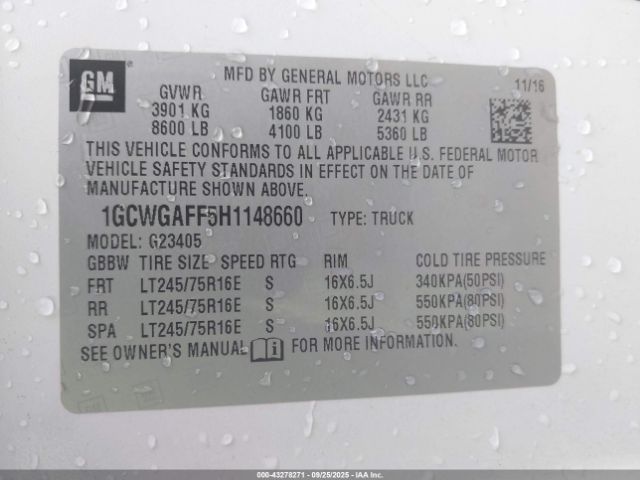 GM
MFD BY GENERAL MOTORS LLC
11/16
GVWR GAWR FRT GAWR RR
3901 KG 1860 KG 2431 KG
8600 LB 4100 LB 5360 LB
THIS VEHICLE CONFORMS TO ALL APPLICABLE U.S. FEDERAL MOTOR
VEHICLE SAFETY STANDARDS IN EFFECT ON THE DATE OF
MANUFACTURE SHOWN ABOVE.
1GCWGAFF5H1148660 TYPE: TRUCK
MODEL: G23405
GBBW TIRE SIZE SPEED RTG RIM COLD TIRE PRESSURE
FRT LT245/75R16E S 16X6.5J 340KPA(50PSI)
RR LT245/75R16E S 16X6.5J 550KPA(80PSI)
SPA LT245/75R16E S 16X6.5J 550KPA(80PSI)
SEE OWNER'S MANUAL FOR MORE INFORMATION.
000-43278271 - 09/25/2025 - IAA Inc. Copyright